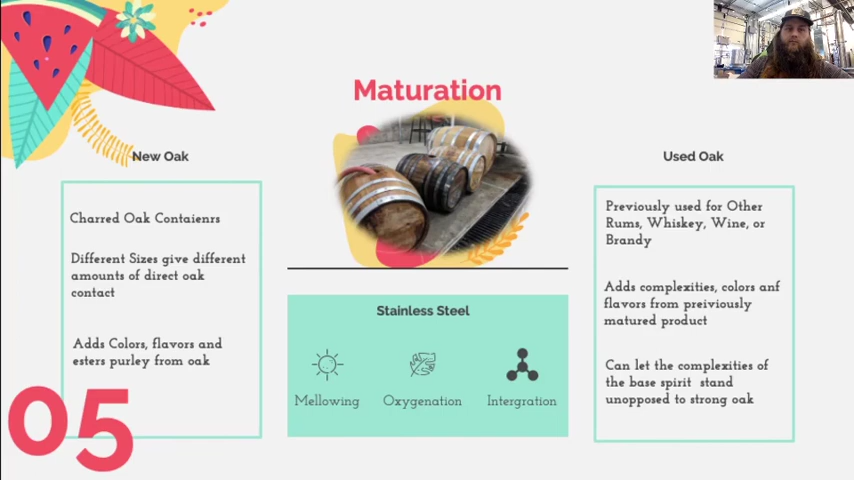 Maturation
New Oak
Charred Oak Contaienrs
Different Sizes give different
amounts of direct oak
contact
Adds Colors, flavors and
esters purley from oak
05
Stainless Steel
Mellowing
Oxygenation
Intergration
Used Oak
Previously used for Other
Rums, Whiskey, Wine, or
Brandy
Adds complexities, colors anf
flavors from preiviously
matured product
Can let the complexities of
the base spirit stand
unopposed to strong oak